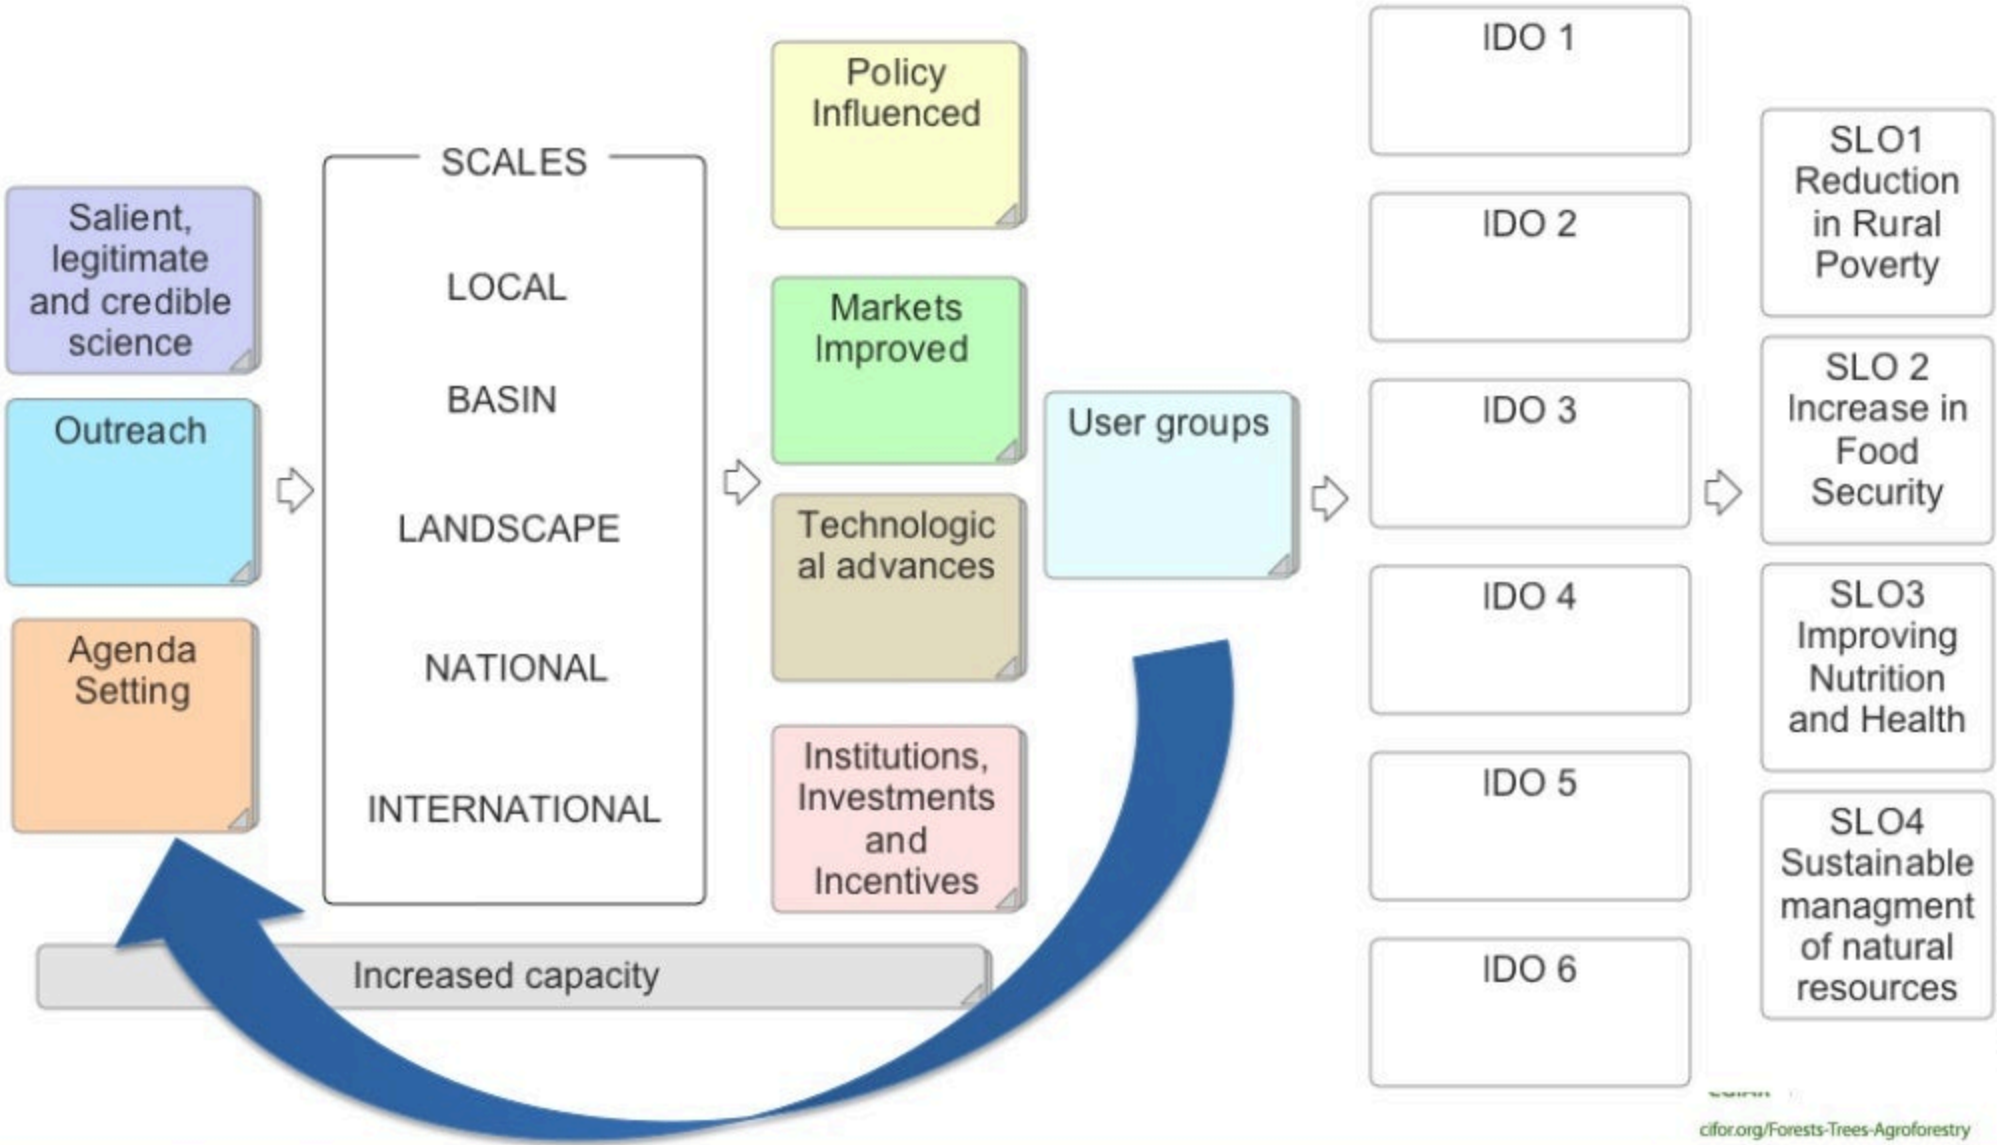 Salient,
legitimate
and credible
science
Outreach
Agenda
Setting
SCALES
LOCAL
BASIN
LANDSCAPE
NATIONAL
INTERNATIONAL
Increased capacity
Policy
Influenced
Markets
Improved
Technologic
al advances
Institutions,
Investments
and
Incentives
User groups
IDO 1
IDO 2
IDO 3
IDO 4
IDO 5
IDO 6
SLO1
Reduction
in Rural
Poverty
SLO 2
Increase in
Food
Security
SLO3
Improving
Nutrition
and Health
SLO4
Sustainable
managment
of natural
resources
cifor.org/Forests-Trees-Agroforestry